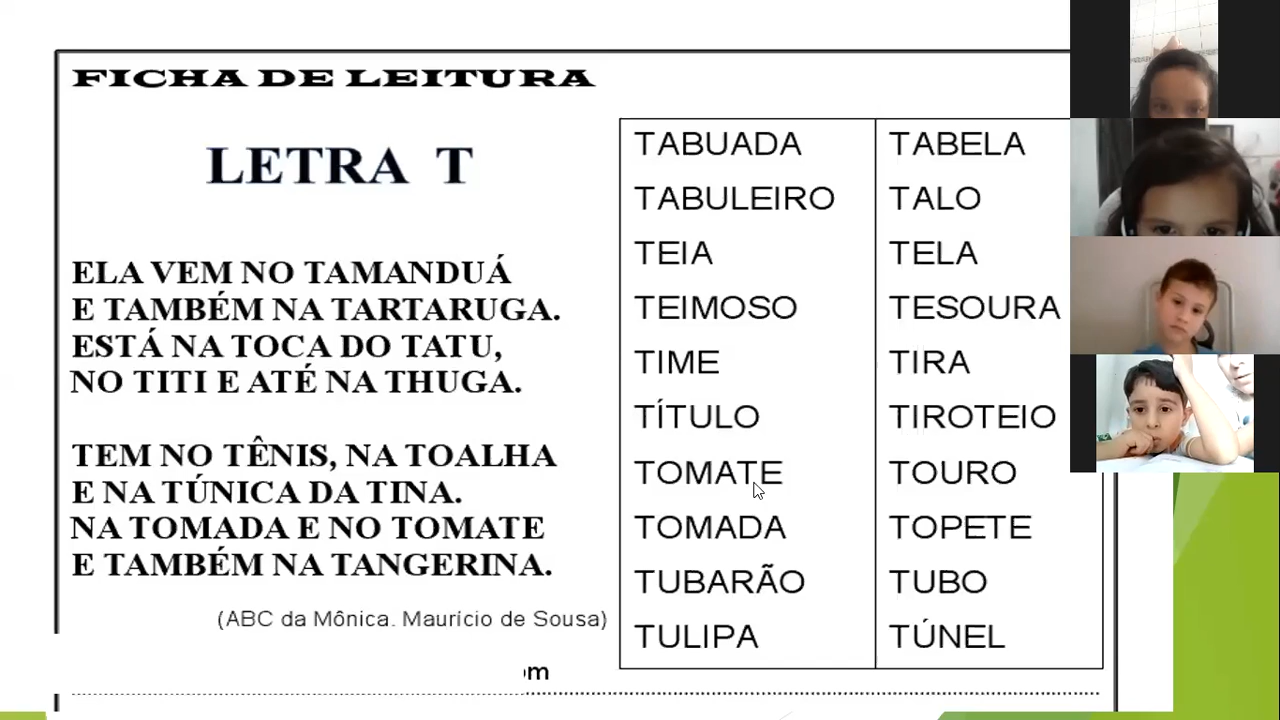 FICHA DE LEITURA
LETRA T
ELA VEM NO TAMANDUÁ
E TAMBÉM NA TARTARUGA.
ESTÁ NA TOCA DO TATU,
NO TITI E ATÉ NA THUGA.
TEM NO TÊNIS, NA TOALHA
E NA TÚNICA DA TINA.
NA TOMADA E NO TOMATE
E TAMBÉM NA TANGERINA.
(ABC da Mônica. Maurício de Sousa)
TABUADA TABELA
TABULEIRO TALO
TEIA TELA
TEIMOSO TESOURA
TIME TIRA
TÍTULO TIROTEIO
TOMATE TOURO
TOMADA TOPETE
TUBARÃO TUBO
TULIPA TÚNEL